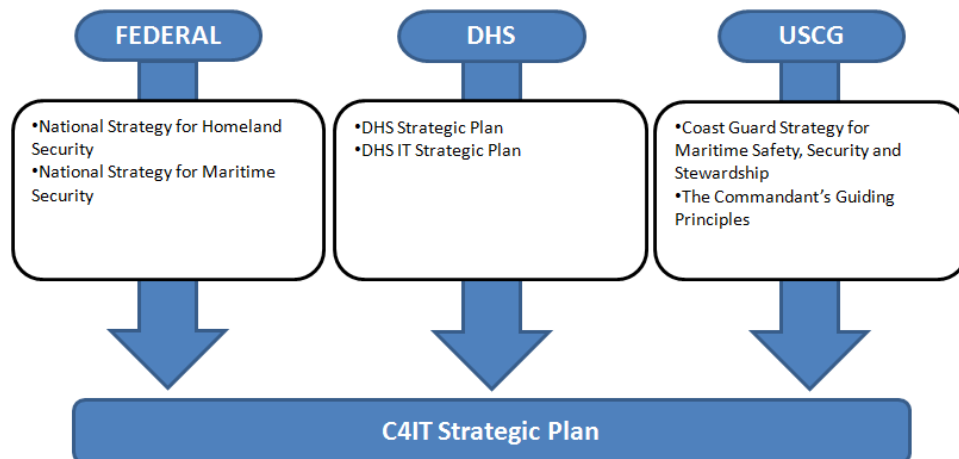 FEDERAL
DHS
USCG
•National Strategy for Homeland
Security
•National Strategy for Maritime
Security
•DHS Strategic Plan
•DHS IT Strategic Plan
•Coast Guard Strategy for
Maritime Safety, Security and
Stewardship
•The Commandant’s Guiding
Principles
C4IT Strategic Plan